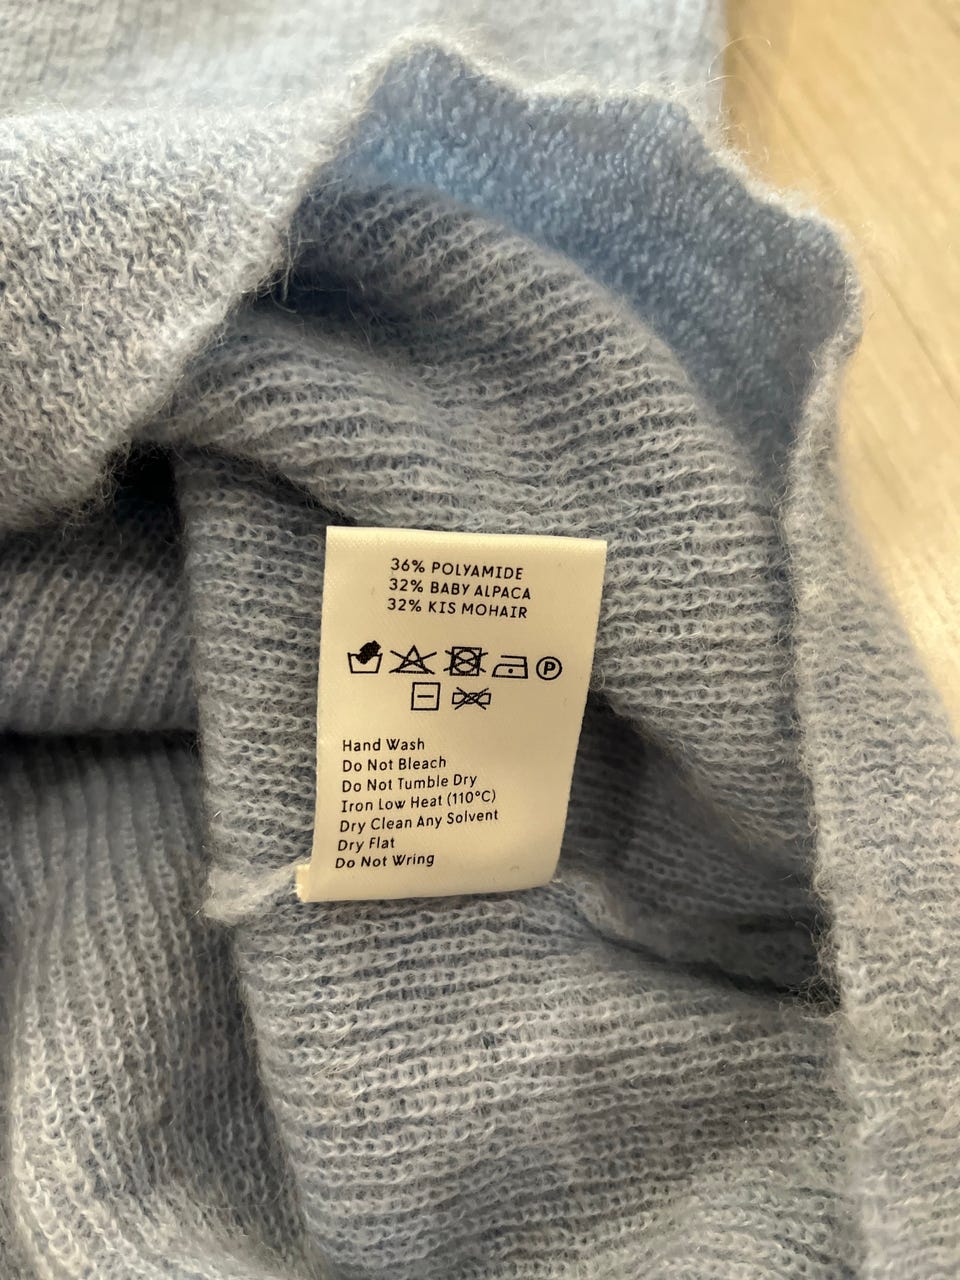 36% POLYAMIDE
32% BABY ALPACA
32% KIS MOHAIR
P
Hand Wash
Do Not Bleach
Do Not Tumble Dry
Iron Low Heat (110°C)
Dry Clean Any Solvent
Dry Flat
Do Not Wring